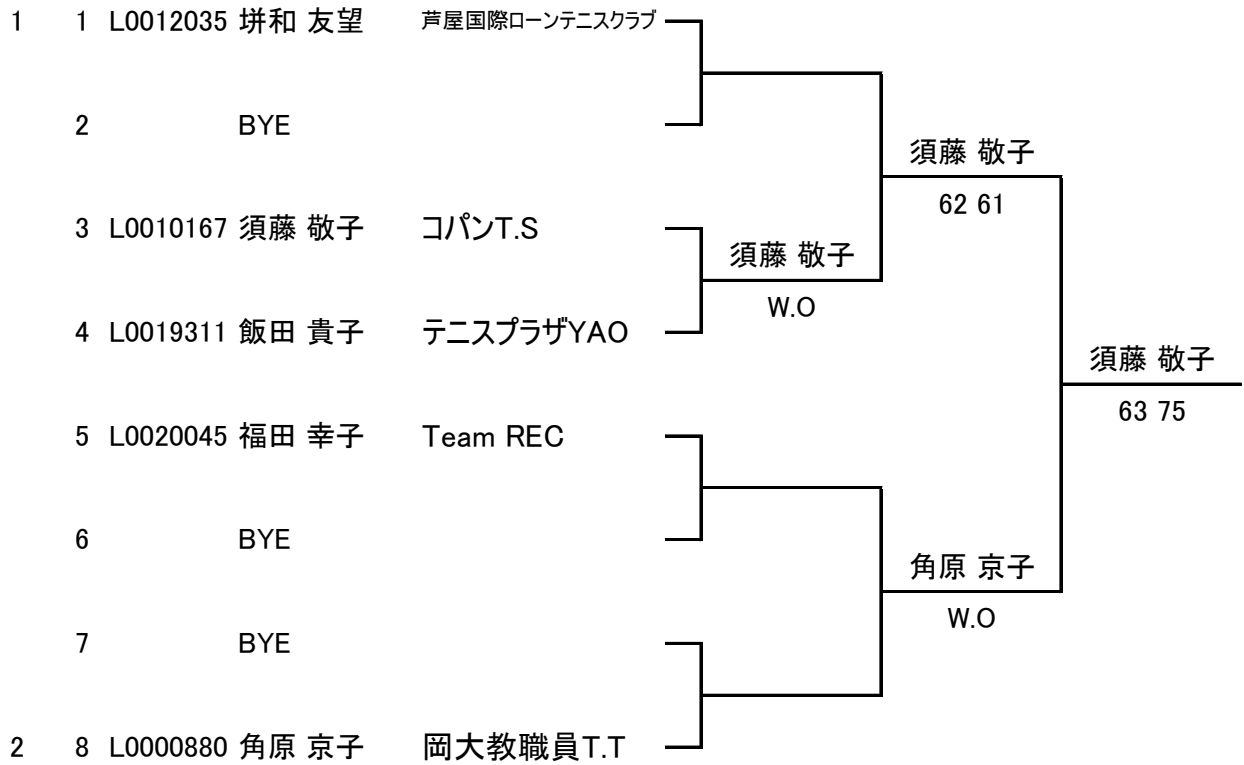 1 1 L0012035 垪和 友望 芦屋国際ローンテニスクラブ
2 BYE
須藤 敬子
62 61
3 L0010167 須藤 敬子 コパンT.S
須藤 敬子
W.O
4 L0019311 飯田 貴子 テニスプラザYAO
須藤 敬子
63 75
5 L0020045 福田 幸子 Team REC
6 BYE
角原 京子
W.O
7 BYE
2 8 L0000880 角原 京子 岡大教職員T.T